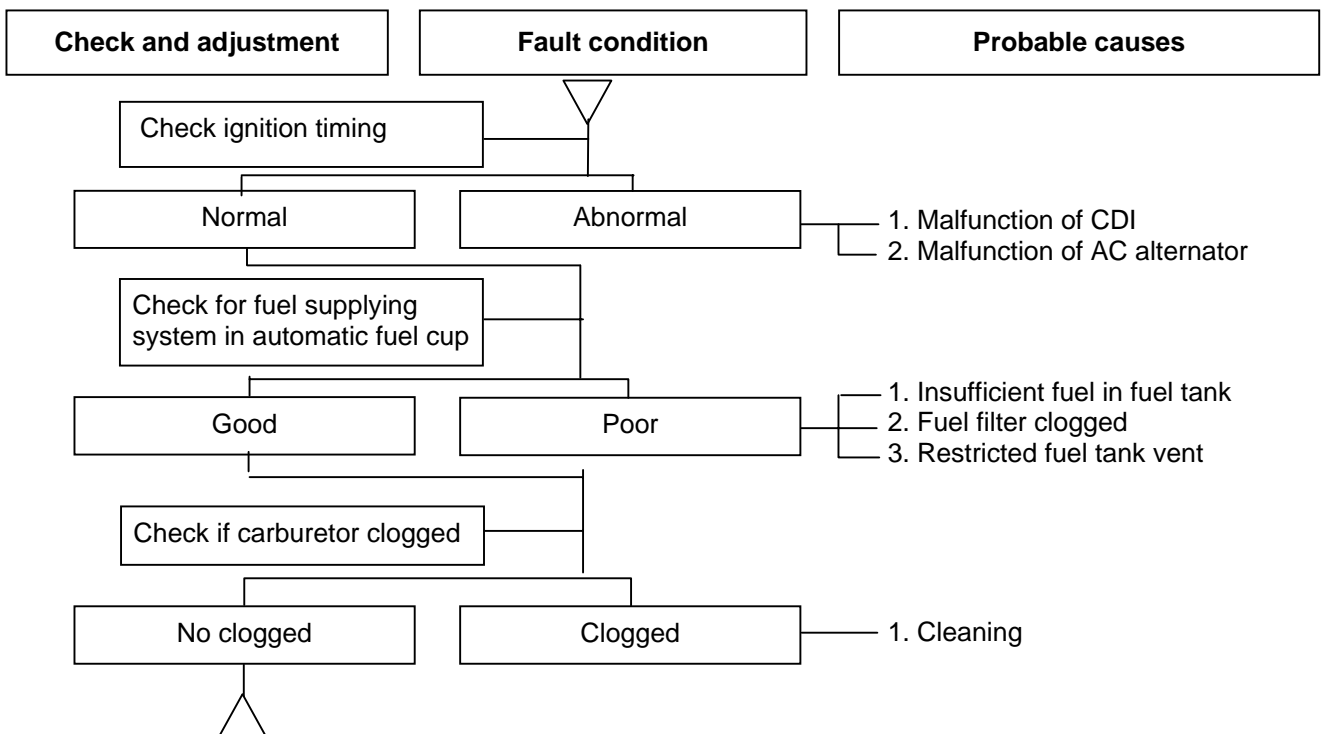 Check and adjustment
Fault condition
Probable causes
Check ignition timing
Normal
Abnormal
1. Malfunction of CDI
2. Malfunction of AC alternator
Check for fuel supplying
system in automatic fuel cup
Good
Poor
1. Insufficient fuel in fuel tank
2. Fuel filter clogged
3. Restricted fuel tank vent
Check if carburetor clogged
No clogged
Clogged
1. Cleaning